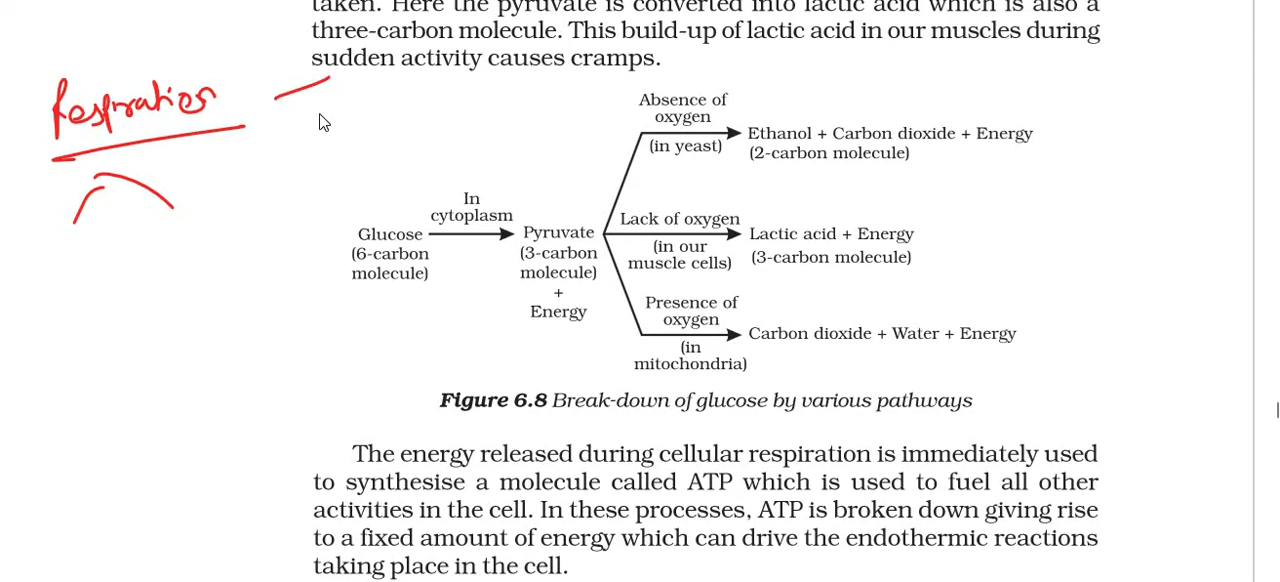 taken. Here the pyruvate is converted into lactic acid which is also a
three-carbon molecule. This build-up of lactic acid in our muscles during
sudden activity causes cramps.
Respiration
Absence of
oxygen
(in yeast)
Ethanol + Carbon dioxide + Energy
(2-carbon molecule)
In
cytoplasm
Glucose
(6-carbon
molecule)
Pyruvate
(3-carbon
molecule)
+
Energy
Lack of oxygen
(in our
muscle cells)
Lactic acid + Energy
(3-carbon molecule)
Presence of
oxygen
(in
mitochondria)
Carbon dioxide + Water + Energy
Figure 6.8 Break-down of glucose by various pathways
The energy released during cellular respiration is immediately used
to synthesise a molecule called ATP which is used to fuel all other
activities in the cell. In these processes, ATP is broken down giving rise
to a fixed amount of energy which can drive the endothermic reactions
taking place in the cell.